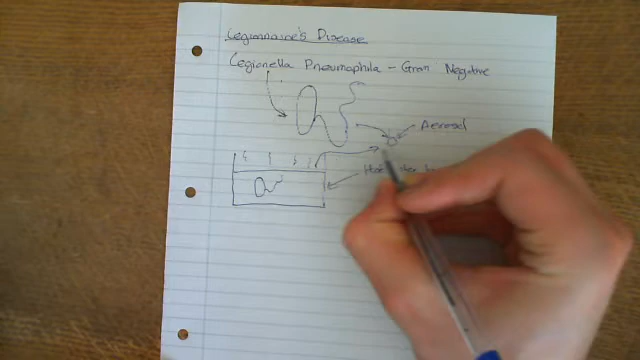 Legionnaire's Disease
Legionella Pneumophila - Gram Negative
Aerosol